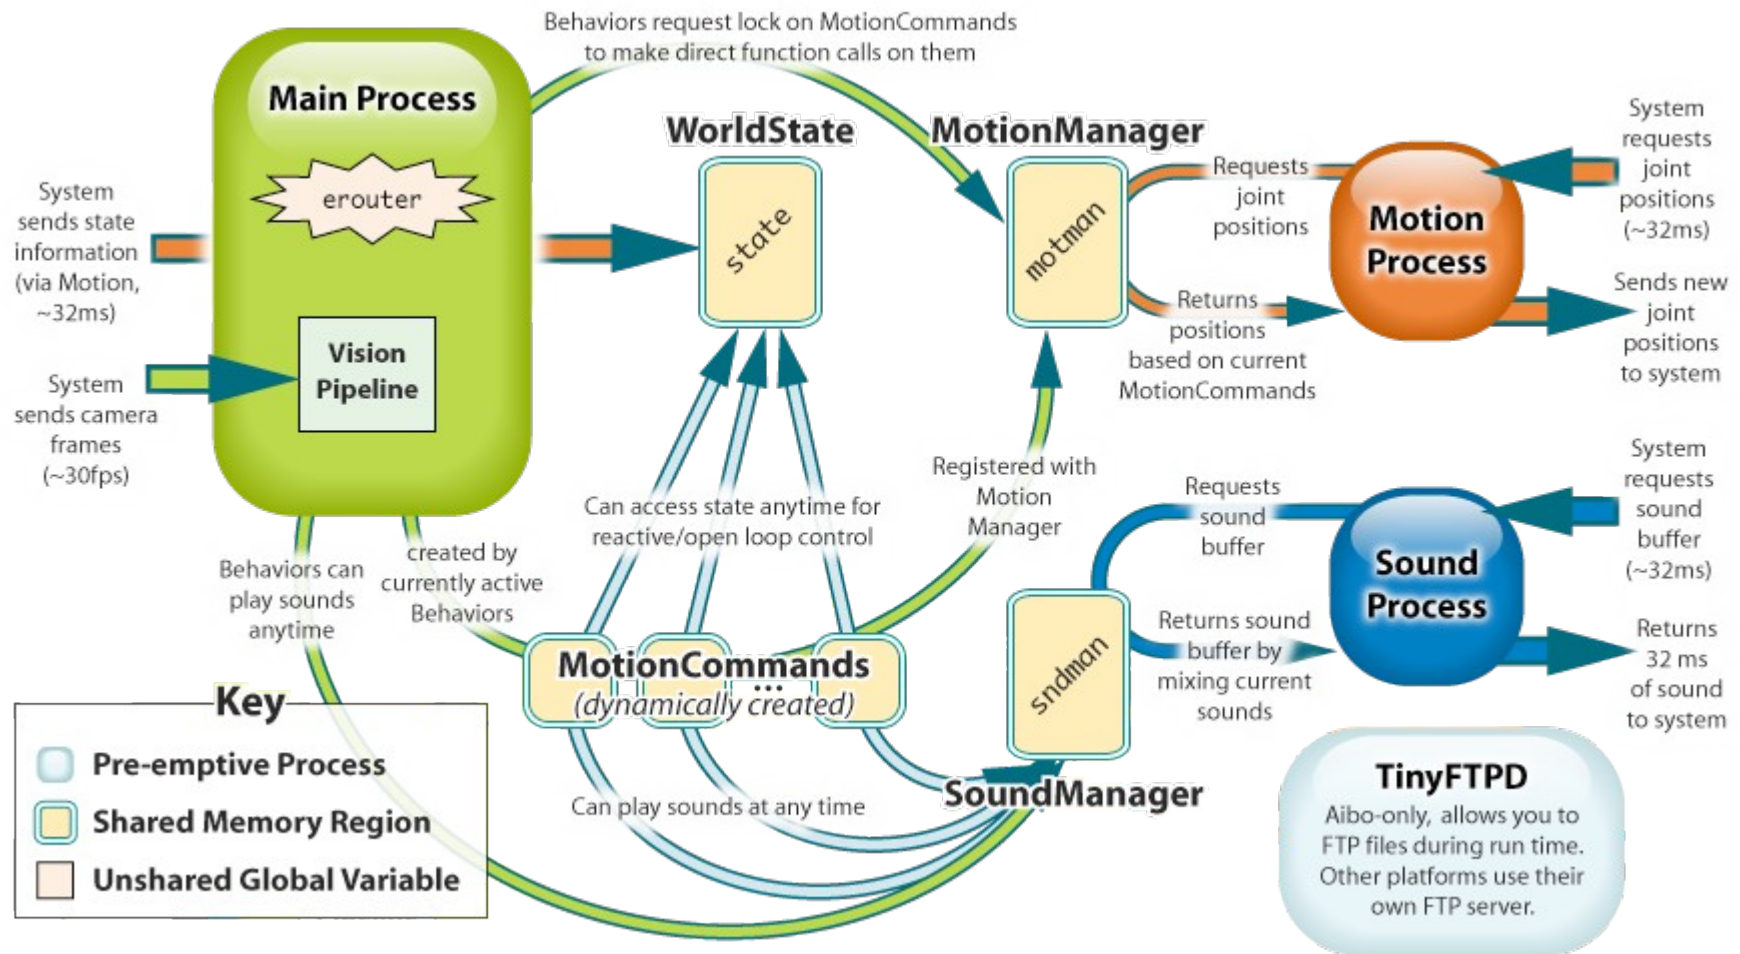 Behaviors request lock on MotionCommands
to make direct function calls on them
Main Process
erouter
Vision
Pipeline
System
sends state
information
(via Motion,
~32ms)
System
sends camera
frames
(~30fps)
WorldState
state
MotionManager
motman
Requests
joint
positions
Returns
positions
based on current
MotionCommands
Motion
Process
System
requests
joint
positions
(~32ms)
Sends new
joint
positions
to system
Can access state anytime for
reactive/open loop control
Registered with
Motion
Manager
Behaviors can
play sounds
anytime
created by
currently active
Behaviors
MotionCommands
...
(dynamically created)
Can play sounds at any time
sndman
SoundManager
Requests
sound
buffer
Returns sound
buffer by
mixing current
sounds
Sound
Process
System
requests
sound
buffer
(~32ms)
Returns
32 ms
of sound
to system
Key
Pre-emptive Process
Shared Memory Region
Unshared Global Variable
TinyFTPD
Aibo-only, allows you to
FTP files during run time.
Other platforms use their
own FTP server.